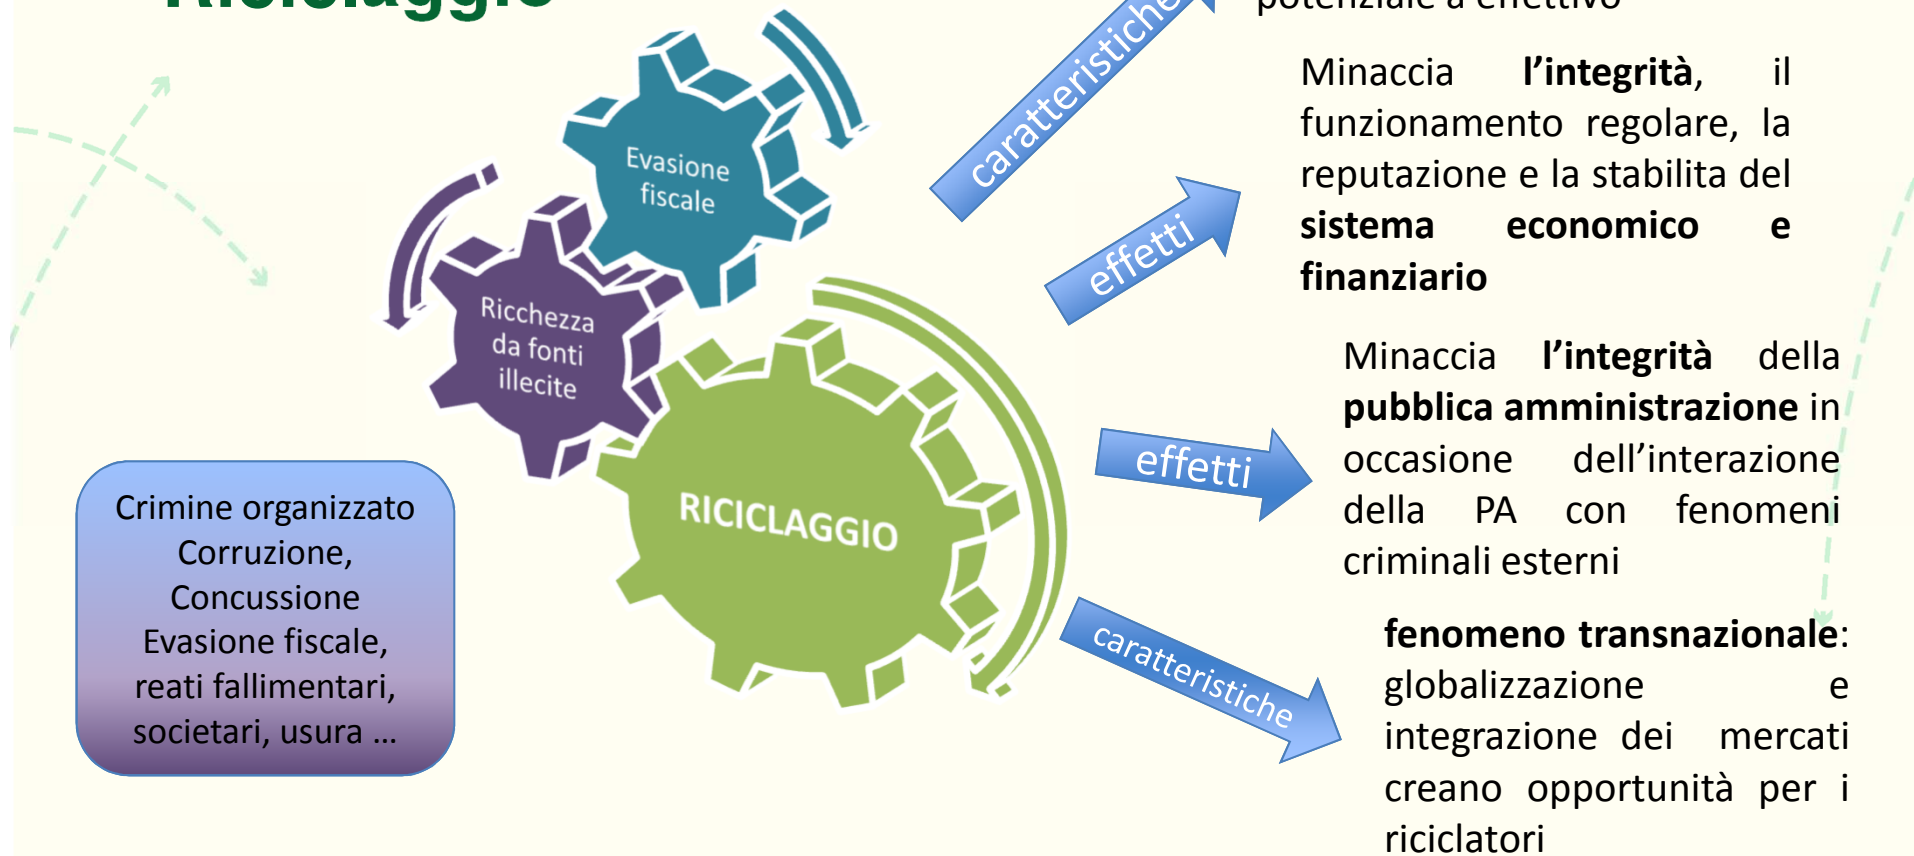 Riciclaggio
potenziale a effettivo
caratteristiche
Minaccia l'integrità, il
funzionamento regolare, la
reputazione e la stabilita del
sistema economico e
finanziario
effetti
Evasione
fiscale
Ricchezza
da fonti
illecite
RICICLAGGIO
Minaccia l'integrità della
pubblica amministrazione in
occasione dell'interazione
della PA con fenomeni
criminali esterni
effetti
Crimine organizzato
Corruzione,
Concussione
Evasione fiscale,
reati fallimentari,
societari, usura ...
caratteristiche
fenomeno transnazionale:
globalizzazione e
integrazione dei mercati
creano opportunità per i
riciclatori